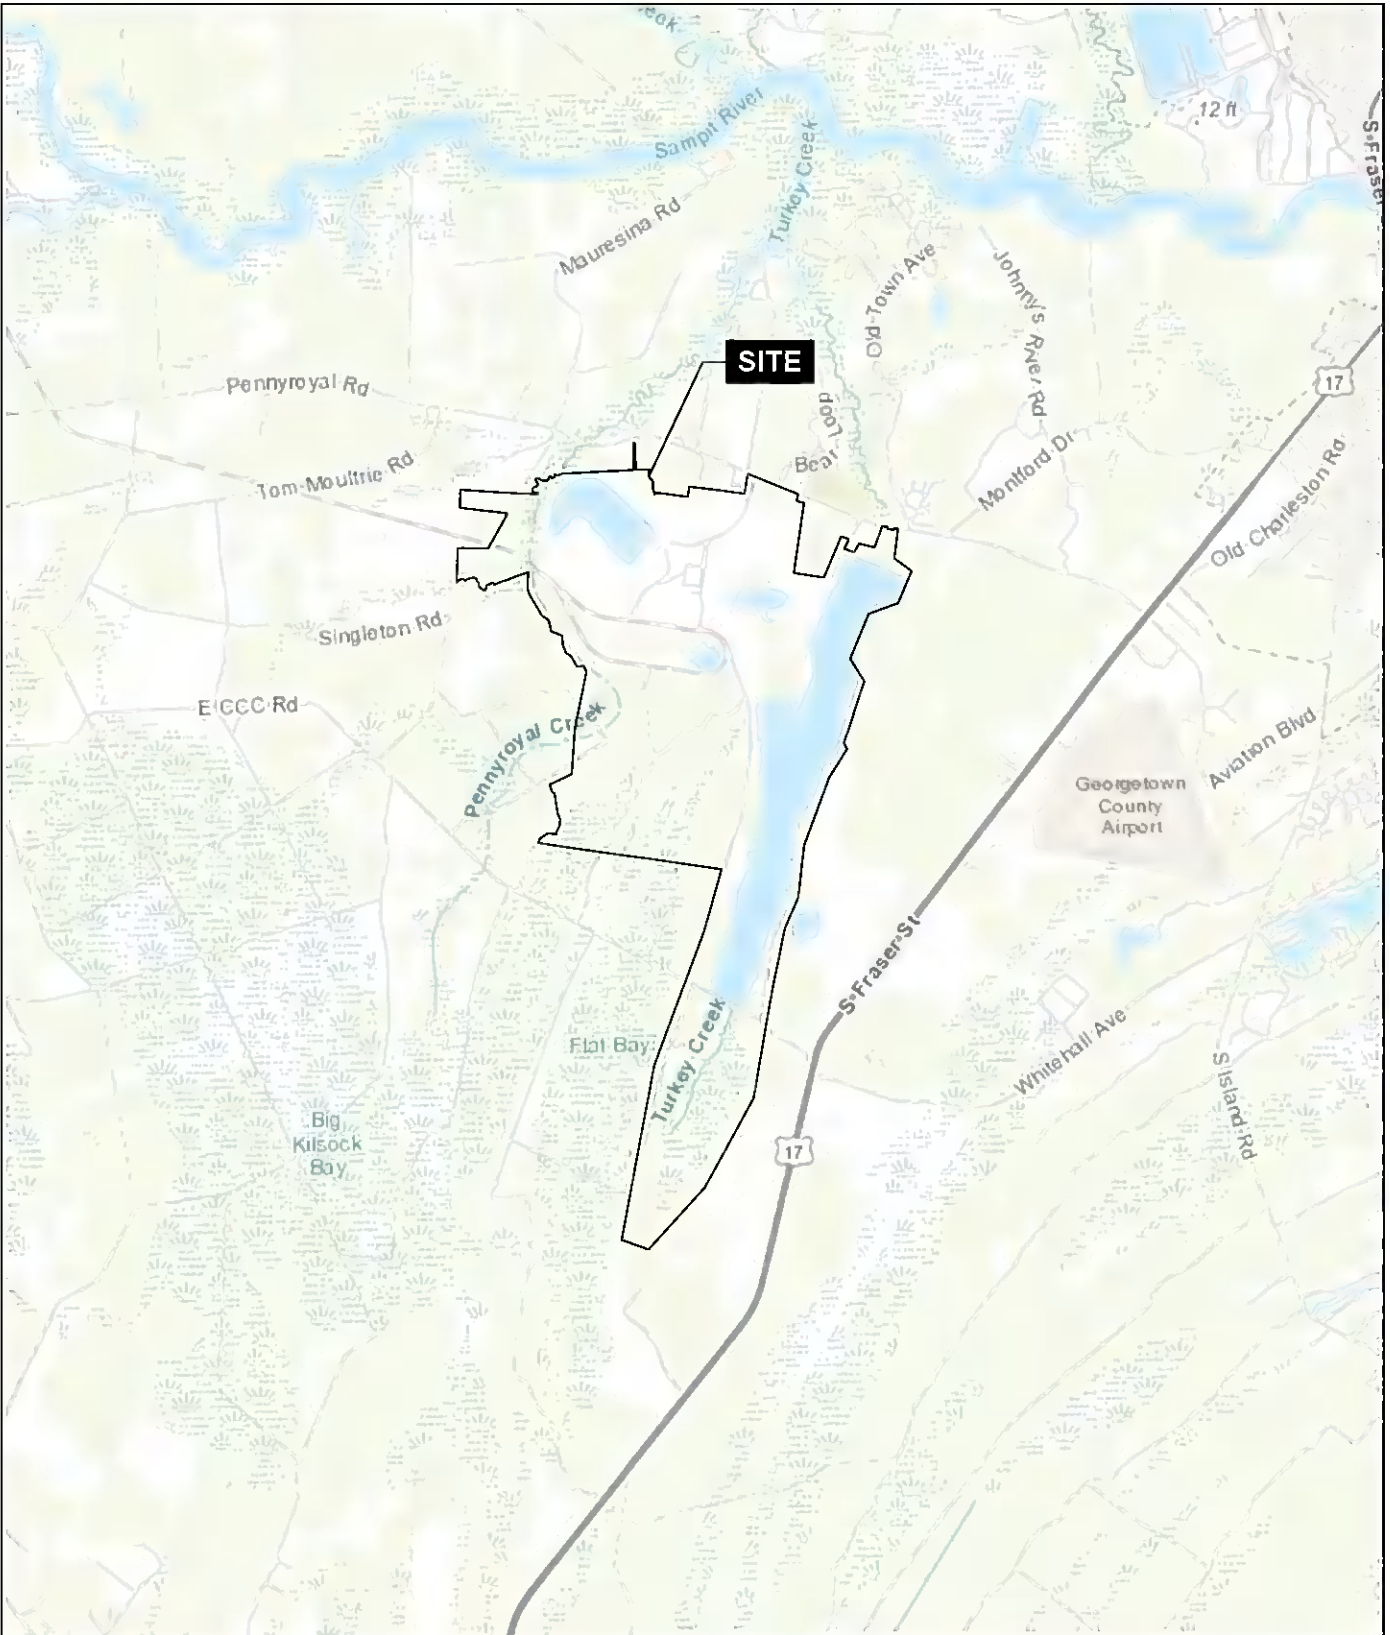 12 ft
S Fraser
Sampit River
Turkey Creek
Mauresina Rd
Old Town Ave
Johnny's River Rd
SITE
17
Pennyroyal Rd
Loop
Bear
Tom Moultrie Rd
Montford Dr
Old Charleston Rd
Singleton Rd
E CCC Rd
Pennyroyal Creek
Aviation Blvd
Georgetown
County
Airport
S Fraser St
Flat Bay
Turkey Creek
Whitehall Ave
S Island Rd
Big
Kilsock
Bay
17